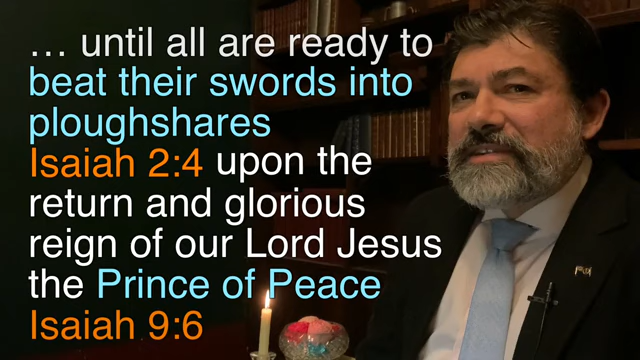 … until all are ready to
beat their swords into
ploughshares
Isaiah 2:4 upon the
return and glorious
reign of our Lord Jesus
the Prince of Peace
Isaiah 9:6